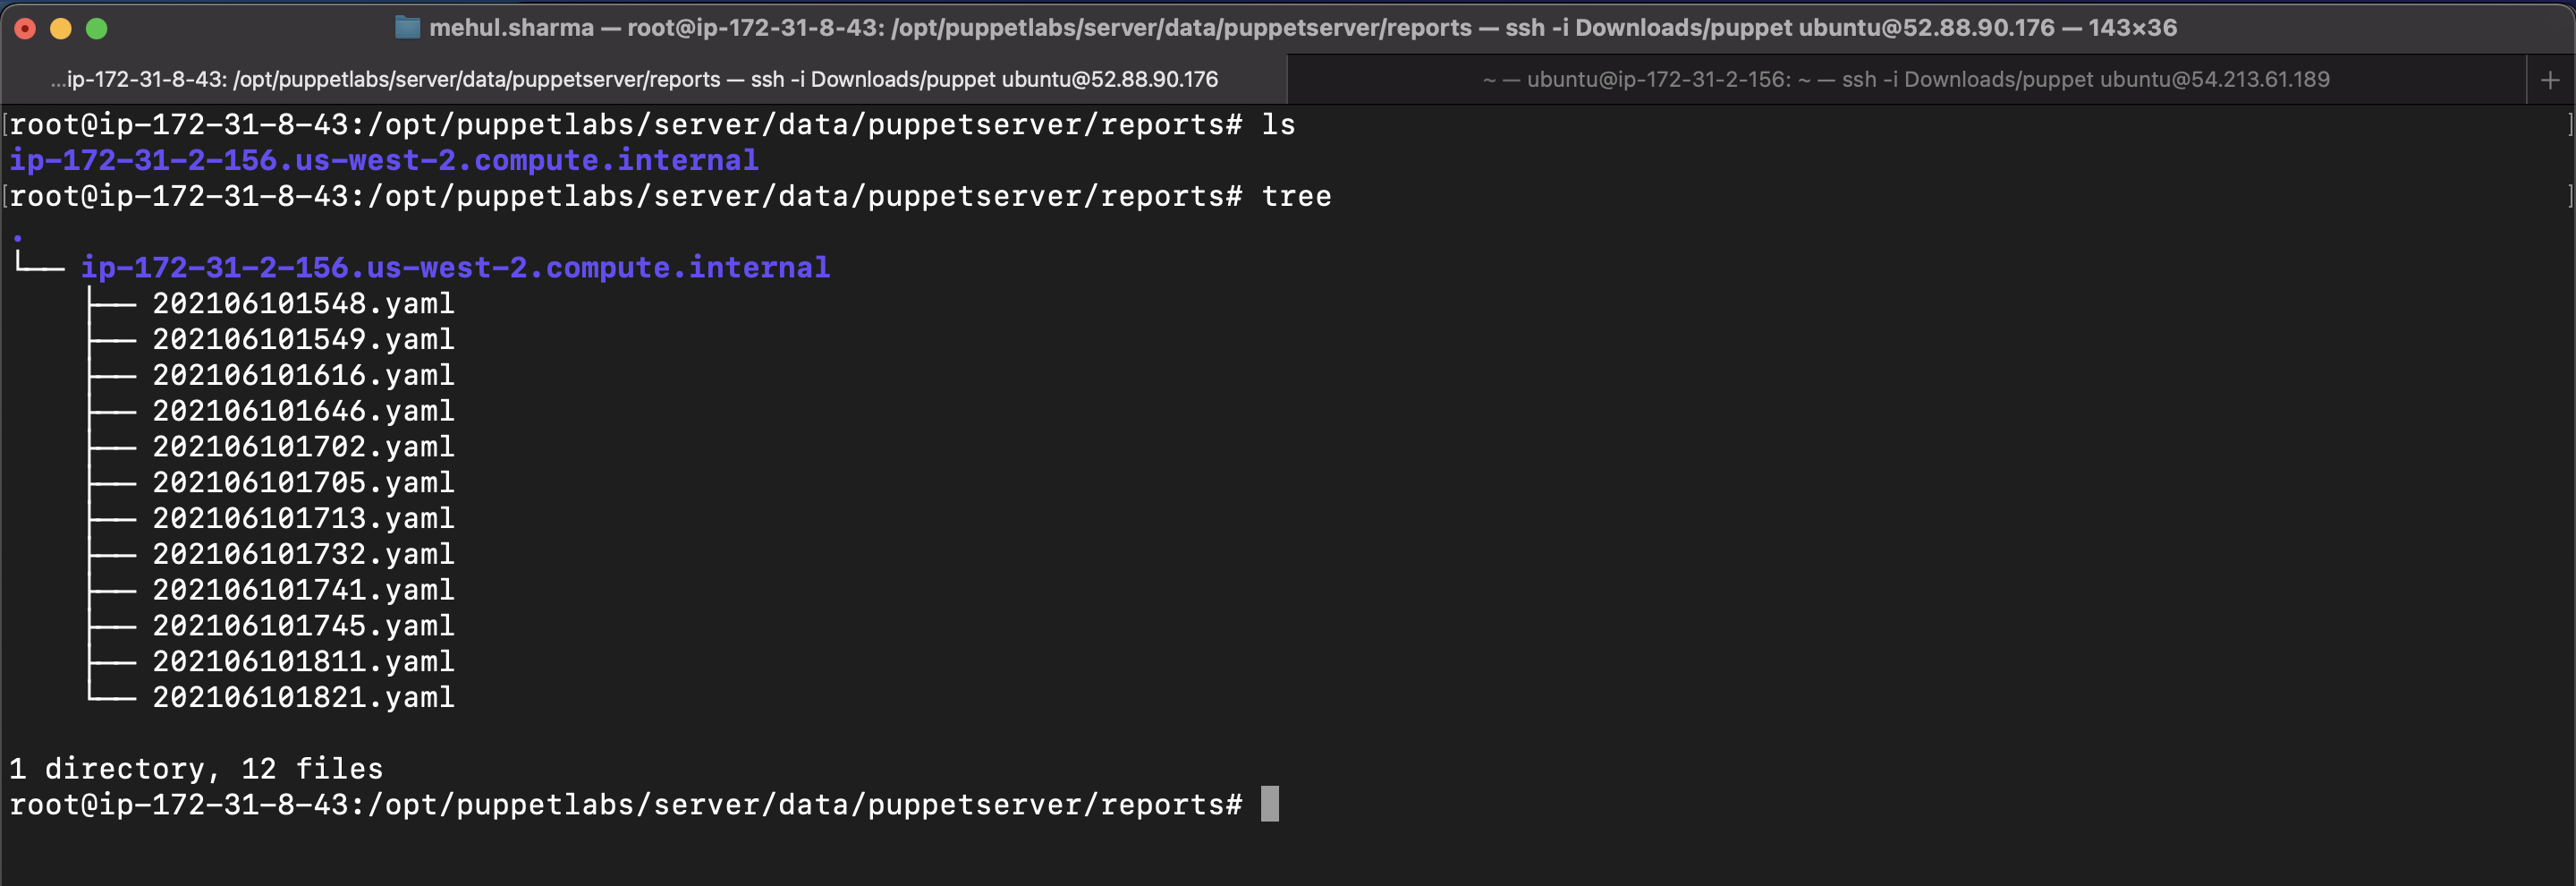 mehul.sharma — root@ip-172-31-8-43: /opt/puppetlabs/server/data/puppetserver/reports — ssh -i Downloads/puppet ubuntu@52.88.90.176 — 143×36
...ip-172-31-8-43: /opt/puppetlabs/server/data/puppetserver/reports — ssh -i Downloads/puppet ubuntu@52.88.90.176
~ — ubuntu@ip-172-31-2-156: ~ — ssh -i Downloads/puppet ubuntu@54.213.61.189
+
[root@ip-172-31-8-43:/opt/puppetlabs/server/data/puppetserver/reports# ls ]
ip-172-31-2-156.us-west-2.compute.internal
[root@ip-172-31-8-43:/opt/puppetlabs/server/data/puppetserver/reports# tree ]
.
└── ip-172-31-2-156.us-west-2.compute.internal
    ├── 202106101548.yaml
    ├── 202106101549.yaml
    ├── 202106101616.yaml
    ├── 202106101646.yaml
    ├── 202106101702.yaml
    ├── 202106101705.yaml
    ├── 202106101713.yaml
    ├── 202106101732.yaml
    ├── 202106101741.yaml
    ├── 202106101745.yaml
    ├── 202106101811.yaml
    └── 202106101821.yaml
1 directory, 12 files
root@ip-172-31-8-43:/opt/puppetlabs/server/data/puppetserver/reports#